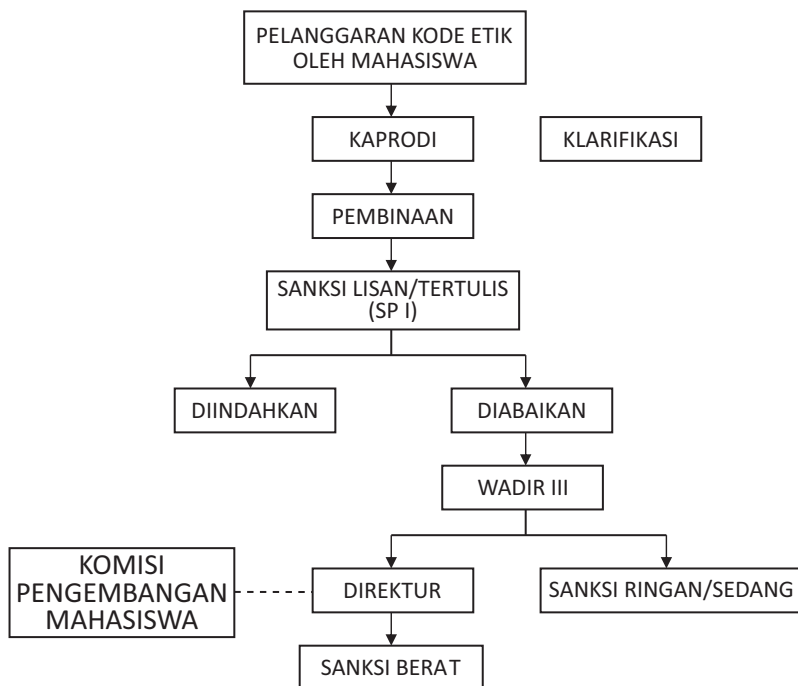 PELANGGARAN KODE ETIK
OLEH MAHASISWA
KAPRODI
KLARIFIKASI
PEMBINAAN
SANKSI LISAN/TERTULIS
(SP I)
DIINDAHKAN
DIABAIKAN
WADIR III
KOMISI
PENGEMBANGAN
MAHASISWA
DIREKTUR
SANKSI RINGAN/SEDANG
SANKSI BERAT